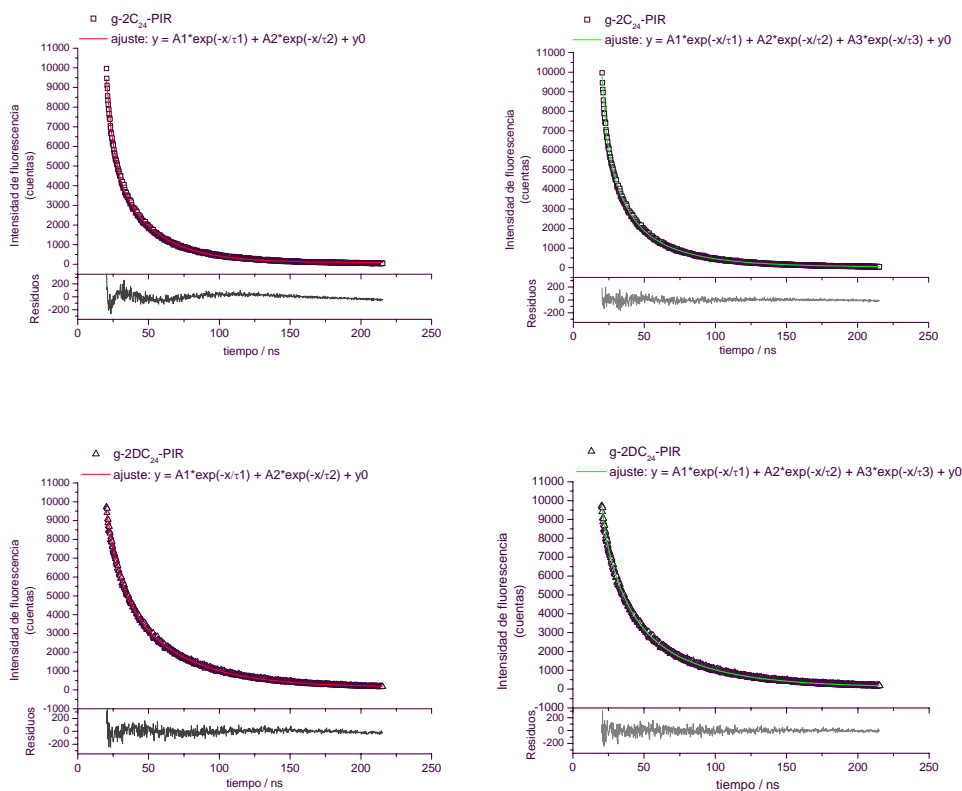 g-2C24-PIR
ajuste: y = A1*exp(-x/τ1) + A2*exp(-x/τ2) + y0
11000
10000
9000
8000
7000
6000
5000
4000
3000
2000
1000
0
Intensidad de fluorescencia
(cuentas)
200
0
-200
Residuos
0 50 100 150 200 250
tiempo / ns
g-2C24-PIR
ajuste: y = A1*exp(-x/τ1) + A2*exp(-x/τ2) + A3*exp(-x/τ3) + y0
11000
10000
9000
8000
7000
6000
5000
4000
3000
2000
1000
0
Intensidad de fluorescencia
(cuentas)
200
0
-200
Residuos
0 50 100 150 200 250
tiempo / ns
g-2DC24-PIR
ajuste: y = A1*exp(-x/τ1) + A2*exp(-x/τ2) + y0
11000
10000
9000
8000
7000
6000
5000
4000
3000
2000
1000
0
-1000
Intensidad de fluorescencia
(cuentas)
200
0
-200
Residuos
0 50 100 150 200 250
tiempo / ns
g-2DC24-PIR
ajuste: y = A1*exp(-x/τ1) + A2*exp(-x/τ2) + A3*exp(-x/τ3) + y0
11000
10000
9000
8000
7000
6000
5000
4000
3000
2000
1000
0
-1000
Intensidad de fluorescencia
(cuentas)
200
0
-200
Residuos
0 50 100 150 200 250
tiempo / ns